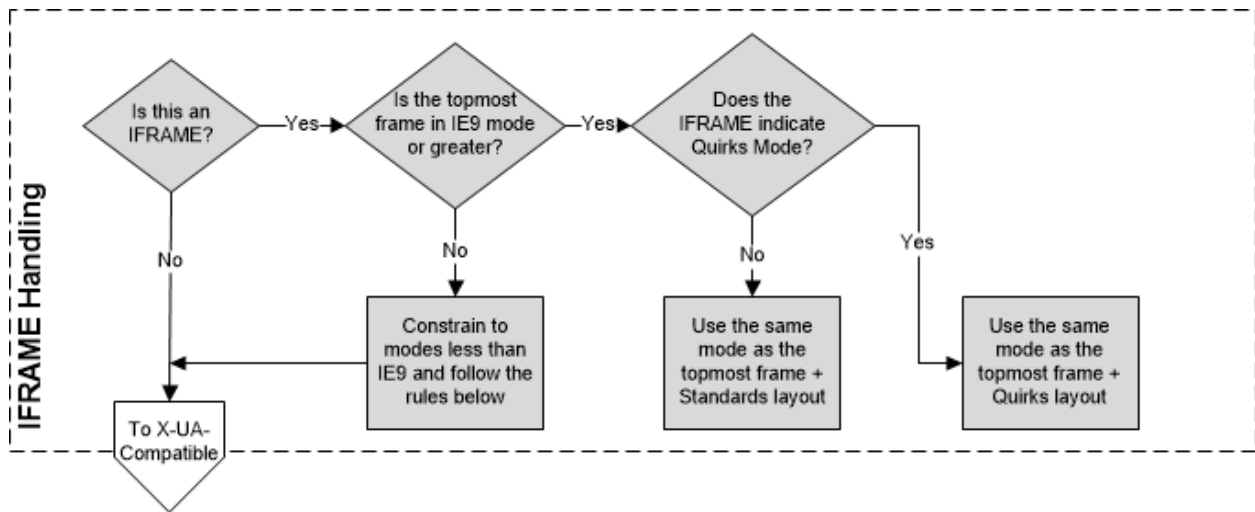 IFRAME Handling
Is this an
IFRAME?
Yes
Is the topmost
frame in IE9 mode
or greater?
Yes
Does the
IFRAME indicate
Quirks Mode?
No
No
No
Yes
Constrain to
modes less than
IE9 and follow the
rules below
Use the same
mode as the
topmost frame +
Standards layout
Use the same
mode as the
topmost frame +
Quirks layout
To X-UA-
Compatible